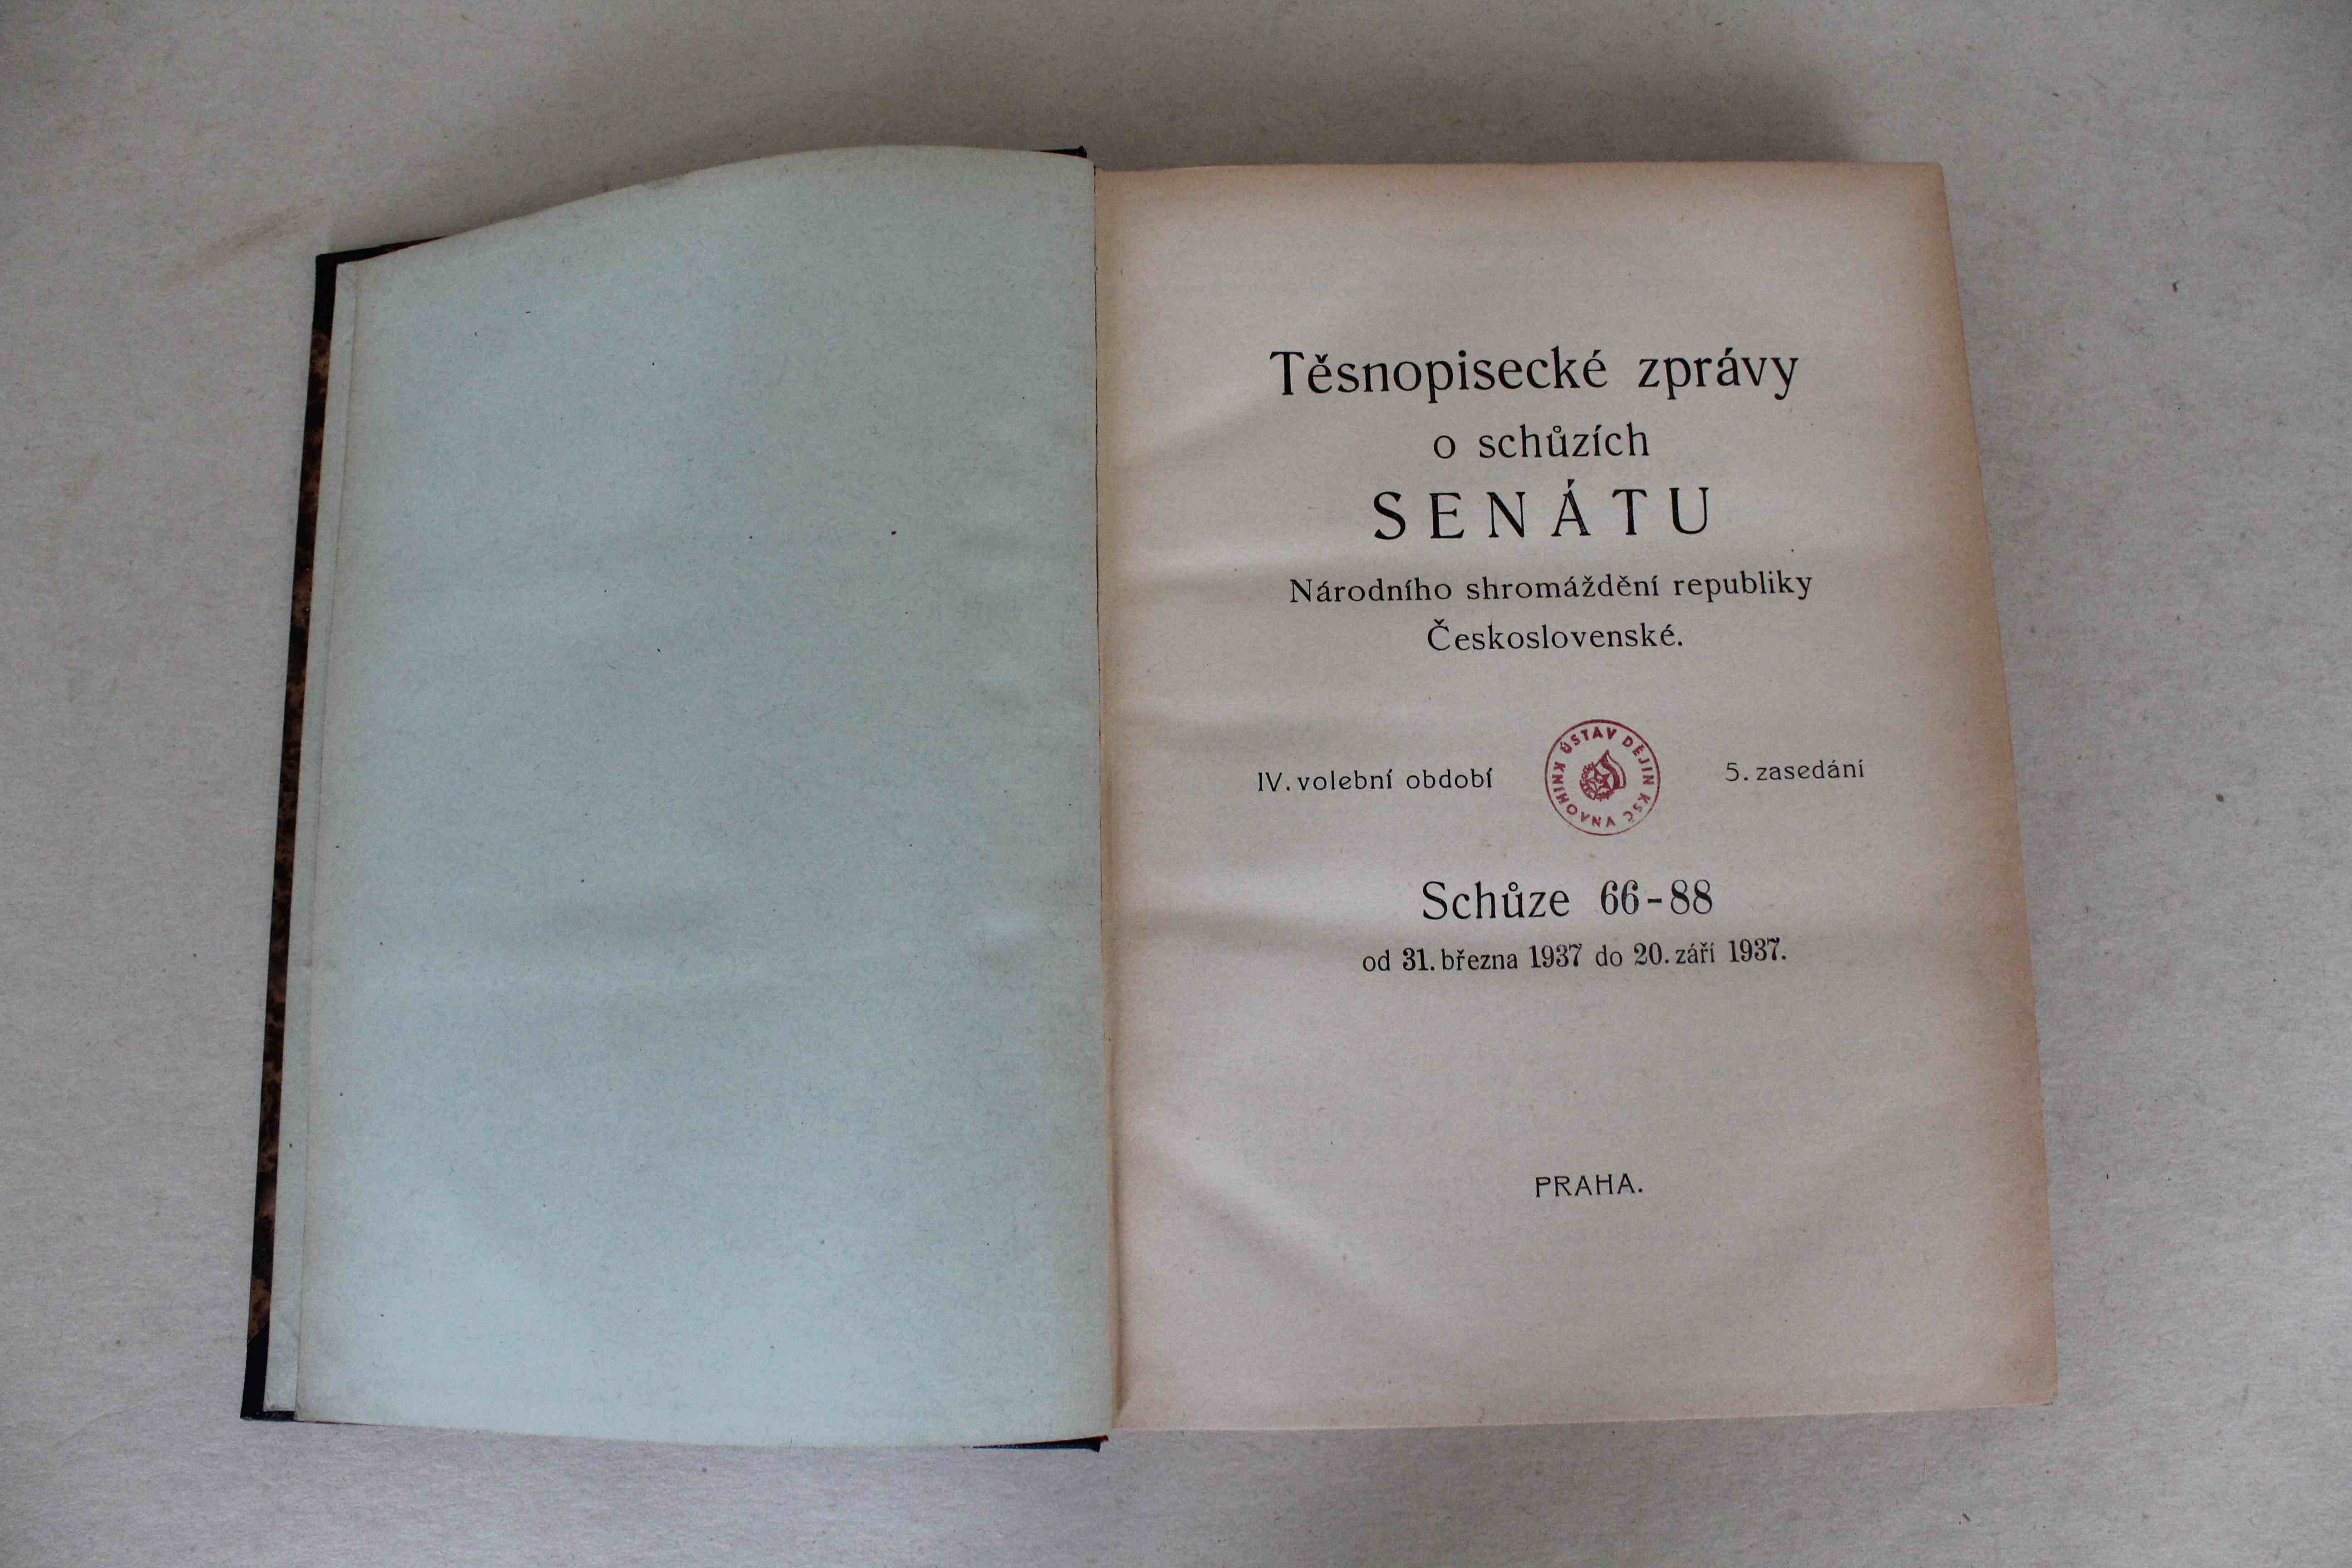 Těsnopisecké zprávy
o schůzích
SENÁTU
Národního shromáždění republiky
Československé.
IV. volební období
ÚSTAV DĚJIN KSČ KNIHOVNA
5. zasedání
Schůze 66-88
od 31. března 1937 do 20. září 1937.
PRAHA.